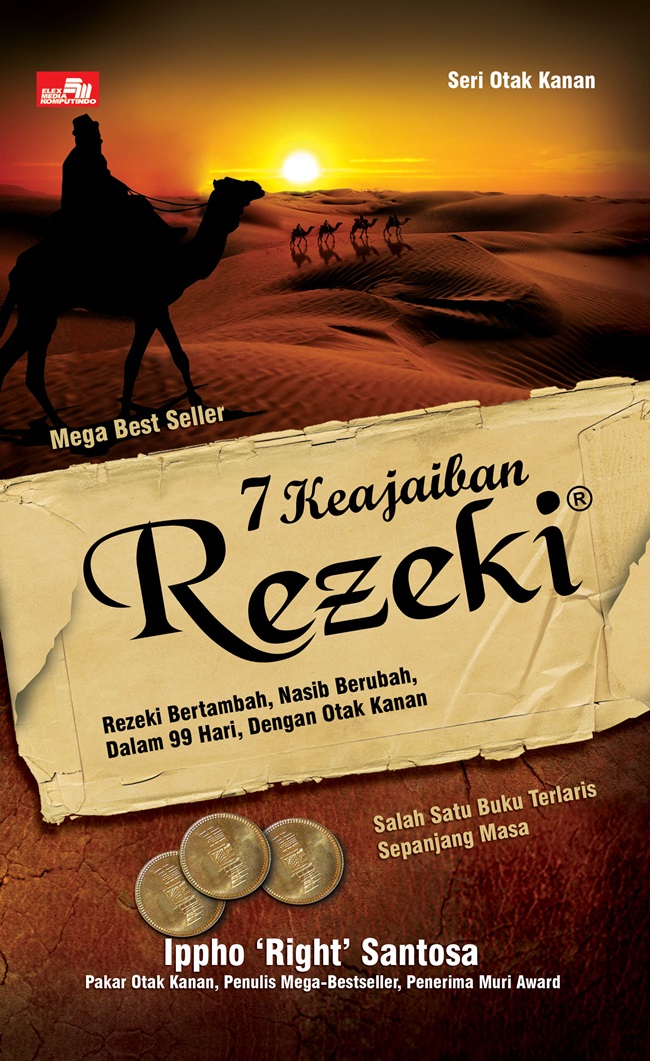 ELEX
MEDIA
KOMPUTINDO
Seri Otak Kanan
Mega Best Seller
7 Keajaiban
Rezeki®
Rezeki Bertambah, Nasib Berubah,
Dalam 99 Hari, Dengan Otak Kanan
Salah Satu Buku Terlaris
Sepanjang Masa
Ippho ‘Right’ Santosa
Pakar Otak Kanan, Penulis Mega-Bestseller, Penerima Muri Award